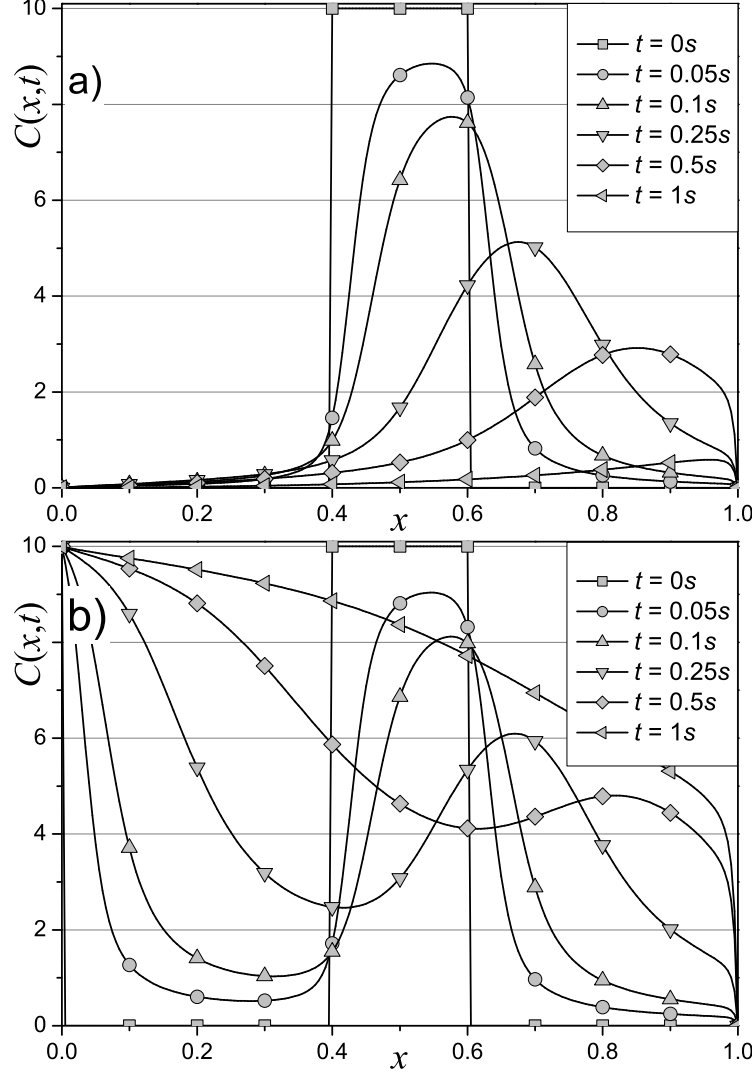 10
8
6
4
2
0
C(x,t)
a)
t = 0s
t = 0.05s
t = 0.1s
t = 0.25s
t = 0.5s
t = 1s
0.0 0.2 0.4 0.6 0.8 1.0
x
10
8
6
4
2
0
C(x,t)
b)
t = 0s
t = 0.05s
t = 0.1s
t = 0.25s
t = 0.5s
t = 1s
0.0 0.2 0.4 0.6 0.8 1.0
x